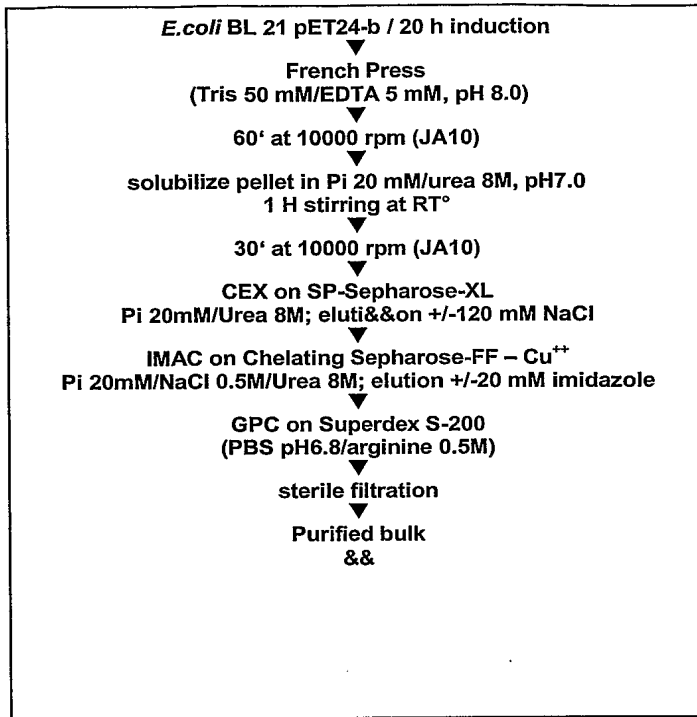 E.coli BL 21 pET24-b / 20 h induction
▼
French Press
(Tris 50 mM/EDTA 5 mM, pH 8.0)
▼
60‘ at 10000 rpm (JA10)
▼
solubilize pellet in Pi 20 mM/urea 8M, pH7.0
1 H stirring at RT°
▼
30‘ at 10000 rpm (JA10)
▼
CEX on SP-Sepharose-XL
Pi 20mM/Urea 8M; eluti&&on +/-120 mM NaCl
▼
IMAC on Chelating Sepharose-FF – Cu⁺⁺
Pi 20mM/NaCl 0.5M/Urea 8M; elution +/-20 mM imidazole
▼
GPC on Superdex S-200
(PBS pH6.8/arginine 0.5M)
▼
sterile filtration
▼
Purified bulk
&&